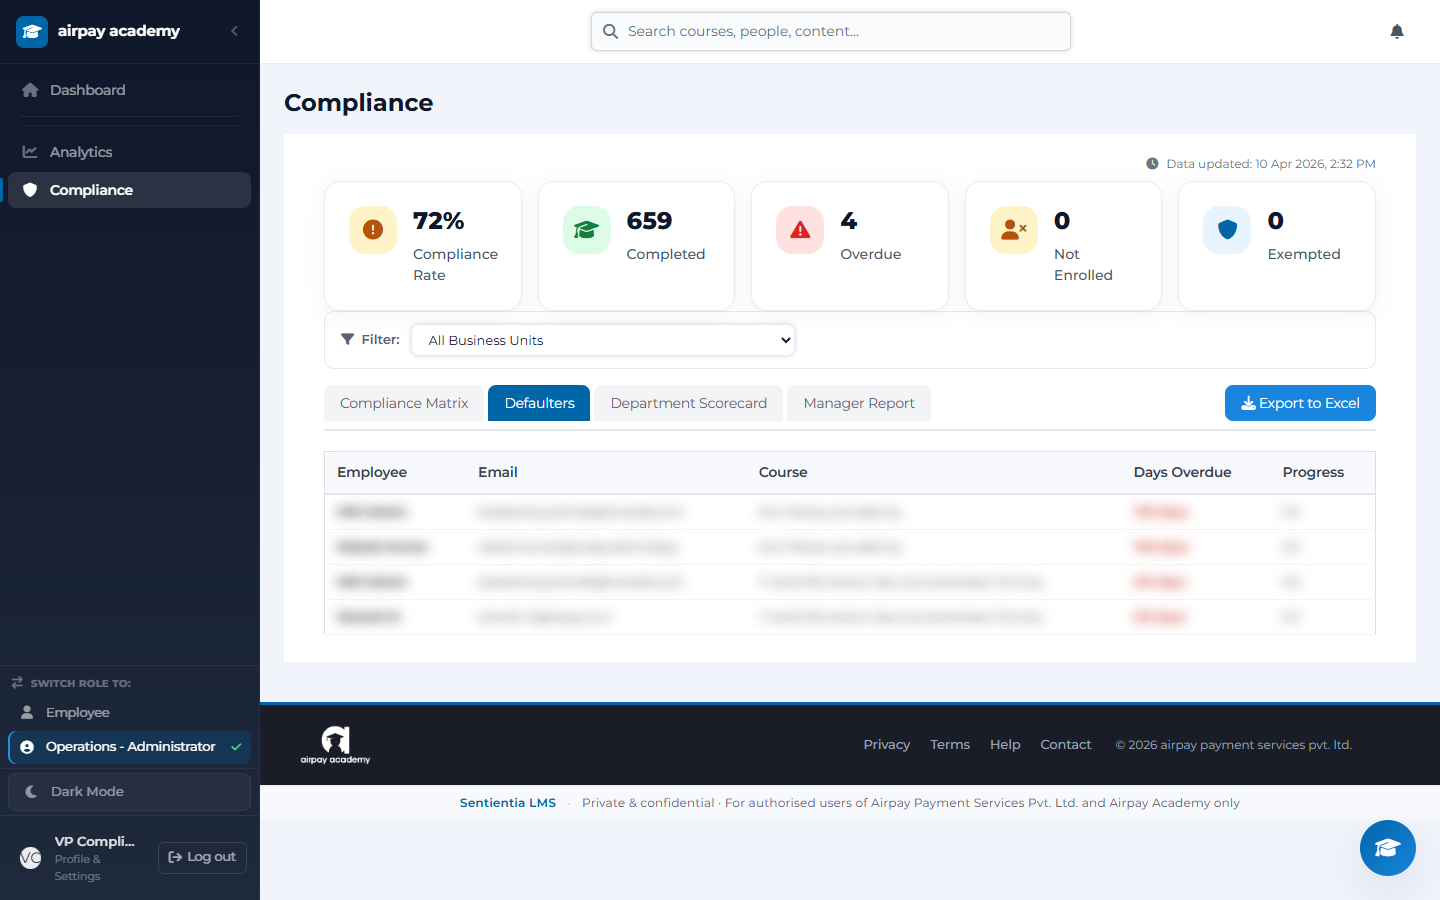 airpay academy
Search courses, people, content...
Dashboard
Analytics
Compliance
Compliance
Data updated: 10 Apr 2026, 2:32 PM
72%
Compliance
Rate
659
Completed
4
Overdue
0
Not
Enrolled
0
Exempted
Filter:
All Business Units
Compliance Matrix
Defaulters
Department Scorecard
Manager Report
Export to Excel
Employee Email Course Days Overdue Progress
SWITCH ROLE TO:
Employee
Operations - Administrator
Dark Mode
VP Compli...
Profile &
Settings
VC
Log out
airpay academy
Privacy Terms Help Contact © 2026 airpay payment services pvt. ltd.
Sentientia LMS · Private & confidential · For authorised users of Airpay Payment Services Pvt. Ltd. and Airpay Academy only